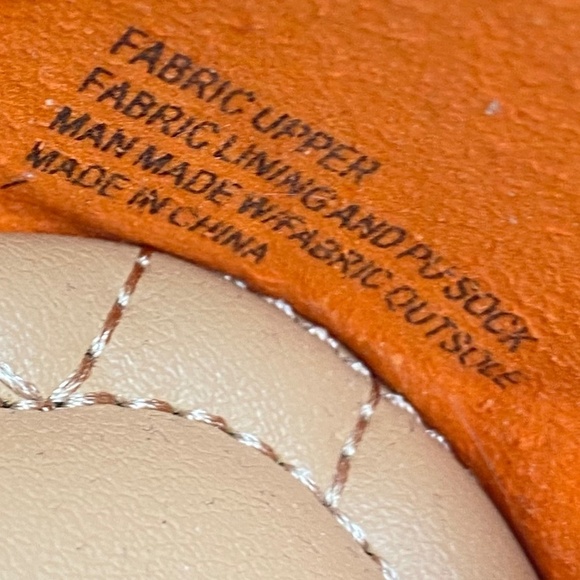 FABRIC UPPER
FABRIC LINING AND PU SOCK
MAN MADE W/FABRIC OUTSOLE
MADE IN CHINA